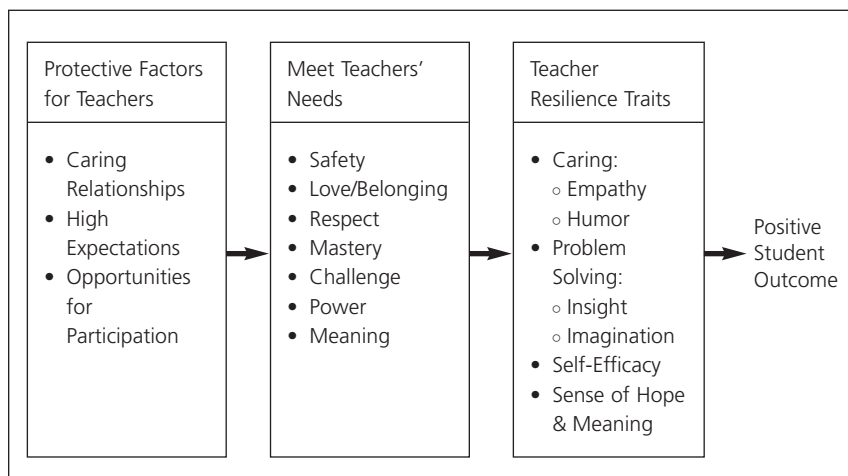 Protective Factors
for Teachers
• Caring
Relationships
• High
Expectations
• Opportunities
for
Participation
Meet Teachers'
Needs
• Safety
• Love/Belonging
• Respect
• Mastery
• Challenge
• Power
• Meaning
Teacher
Resilience Traits
• Caring:
○ Empathy
○ Humor
• Problem
Solving:
○ Insight
○ Imagination
• Self-Efficacy
• Sense of Hope
& Meaning
Positive
Student
Outcome